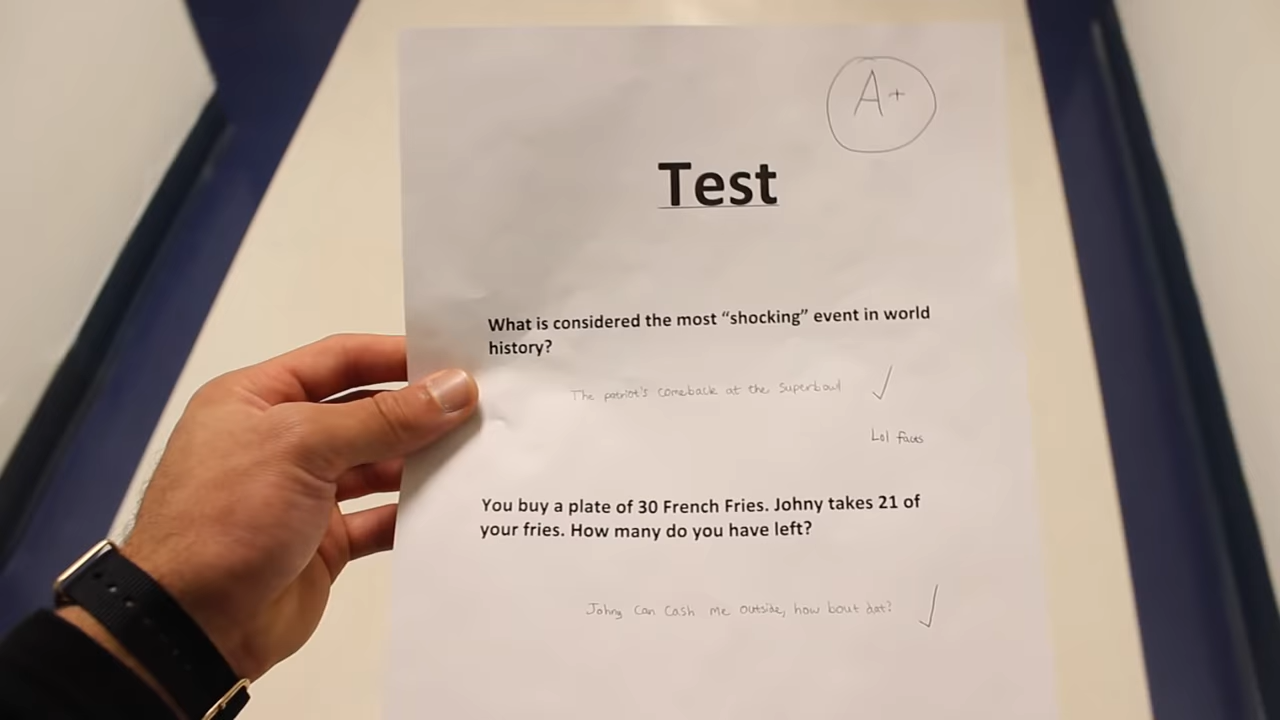 A+
Test
What is considered the most “shocking” event in world
history?
The patriot's comeback at the superbowl
Lol facts
You buy a plate of 30 French Fries. Johny takes 21 of
your fries. How many do you have left?
Johny can cash me outside, how bout dat?